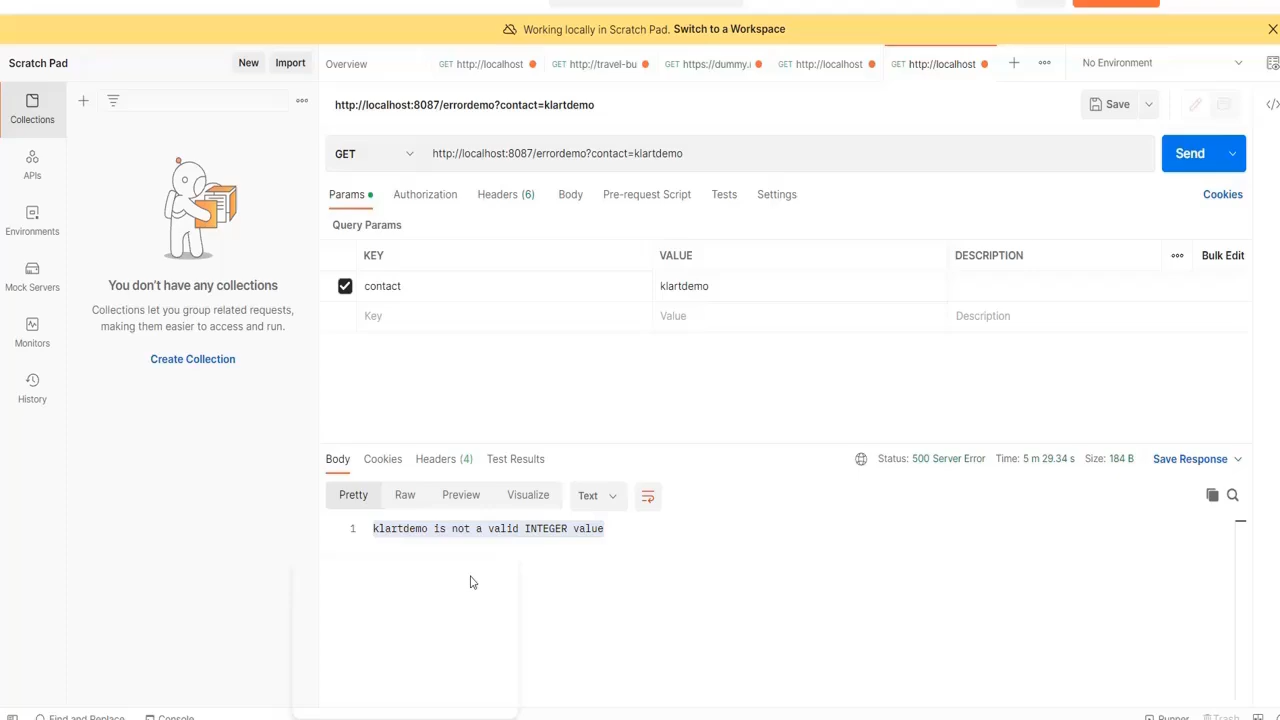 Working locally in Scratch Pad. Switch to a Workspace
Scratch Pad
New
Import
Overview
GET http://localhost
GET http://travel-bu
GET https://dummy.
GET http://localhost
GET http://localhost
No Environment
Collections
APIs
Environments
Mock Servers
Monitors
History
You don't have any collections
Collections let you group related requests,
making them easier to access and run.
Create Collection
http://localhost:8087/errordemo?contact=klartdemo
Save
GET
http://localhost:8087/errordemo?contact=klartdemo
Send
Params
Authorization
Headers (6)
Body
Pre-request Script
Tests
Settings
Cookies
Query Params
KEY
VALUE
DESCRIPTION
Bulk Edit
contact
klartdemo
Key
Value
Description
Body
Cookies
Headers (4)
Test Results
Status: 500 Server Error
Time: 5 m 29.34 s
Size: 184 B
Save Response
Pretty
Raw
Preview
Visualize
Text
1
klartdemo is not a valid INTEGER value
Find and Replace
Console
Runner
Trash